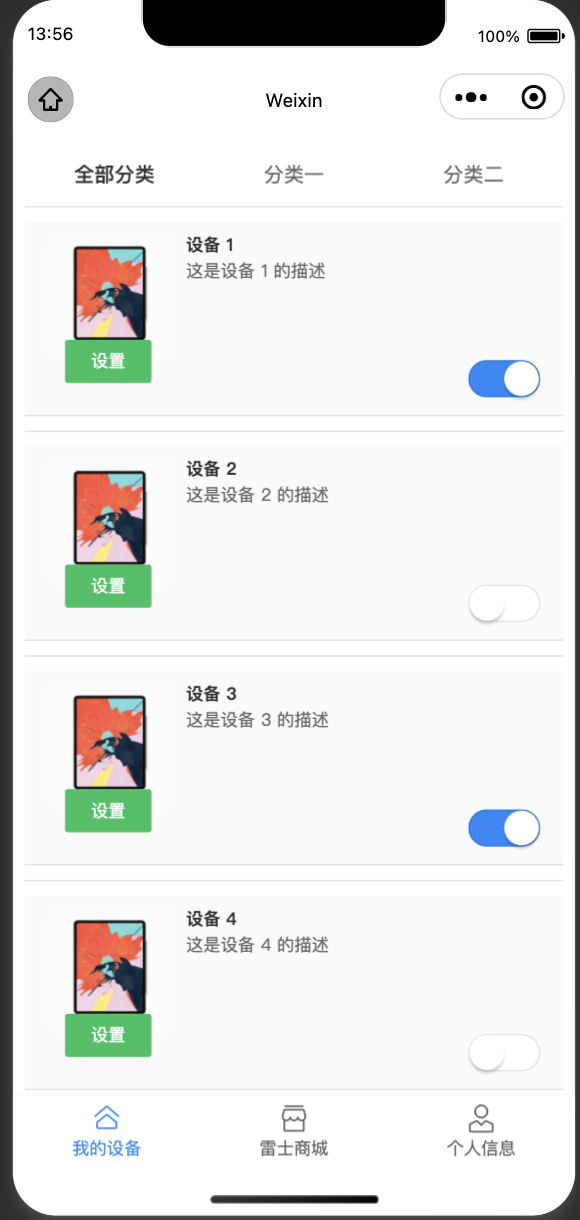 13:56
100%
Weixin
全部分类 分类一 分类二
设备 1
这是设备 1 的描述
设置
设备 2
这是设备 2 的描述
设置
设备 3
这是设备 3 的描述
设置
设备 4
这是设备 4 的描述
设置
我的设备 雷士商城 个人信息